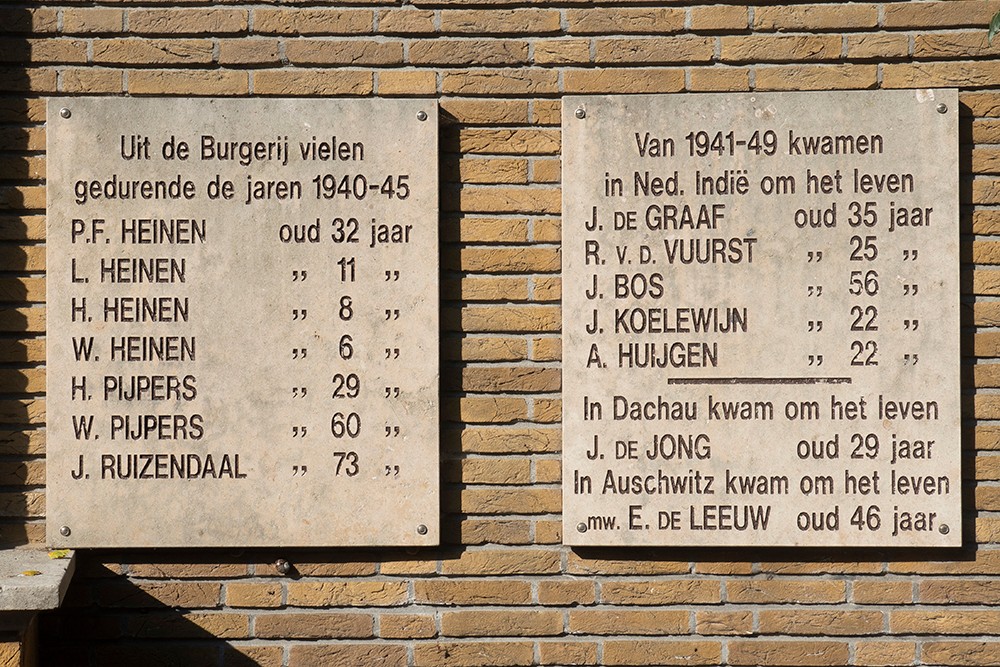 Uit de Burgerij vielen
gedurende de jaren 1940-45
P.F. HEINEN oud 32 jaar
L. HEINEN ,, 11 ,,
H. HEINEN ,, 8 ,,
W. HEINEN ,, 6 ,,
H. PIJPERS ,, 29 ,,
W. PIJPERS ,, 60 ,,
J. RUIZENDAAL ,, 73 ,,
Van 1941-49 kwamen
in Ned. Indië om het leven
J. DE GRAAF oud 35 jaar
R. V. D. VUURST ,, 25 ,,
J. BOS ,, 56 ,,
J. KOELEWIJN ,, 22 ,,
A. HUIJGEN ,, 22 ,,
In Dachau kwam om het leven
J. DE JONG oud 29 jaar
In Auschwitz kwam om het leven
mw. E. DE LEEUW oud 46 jaar